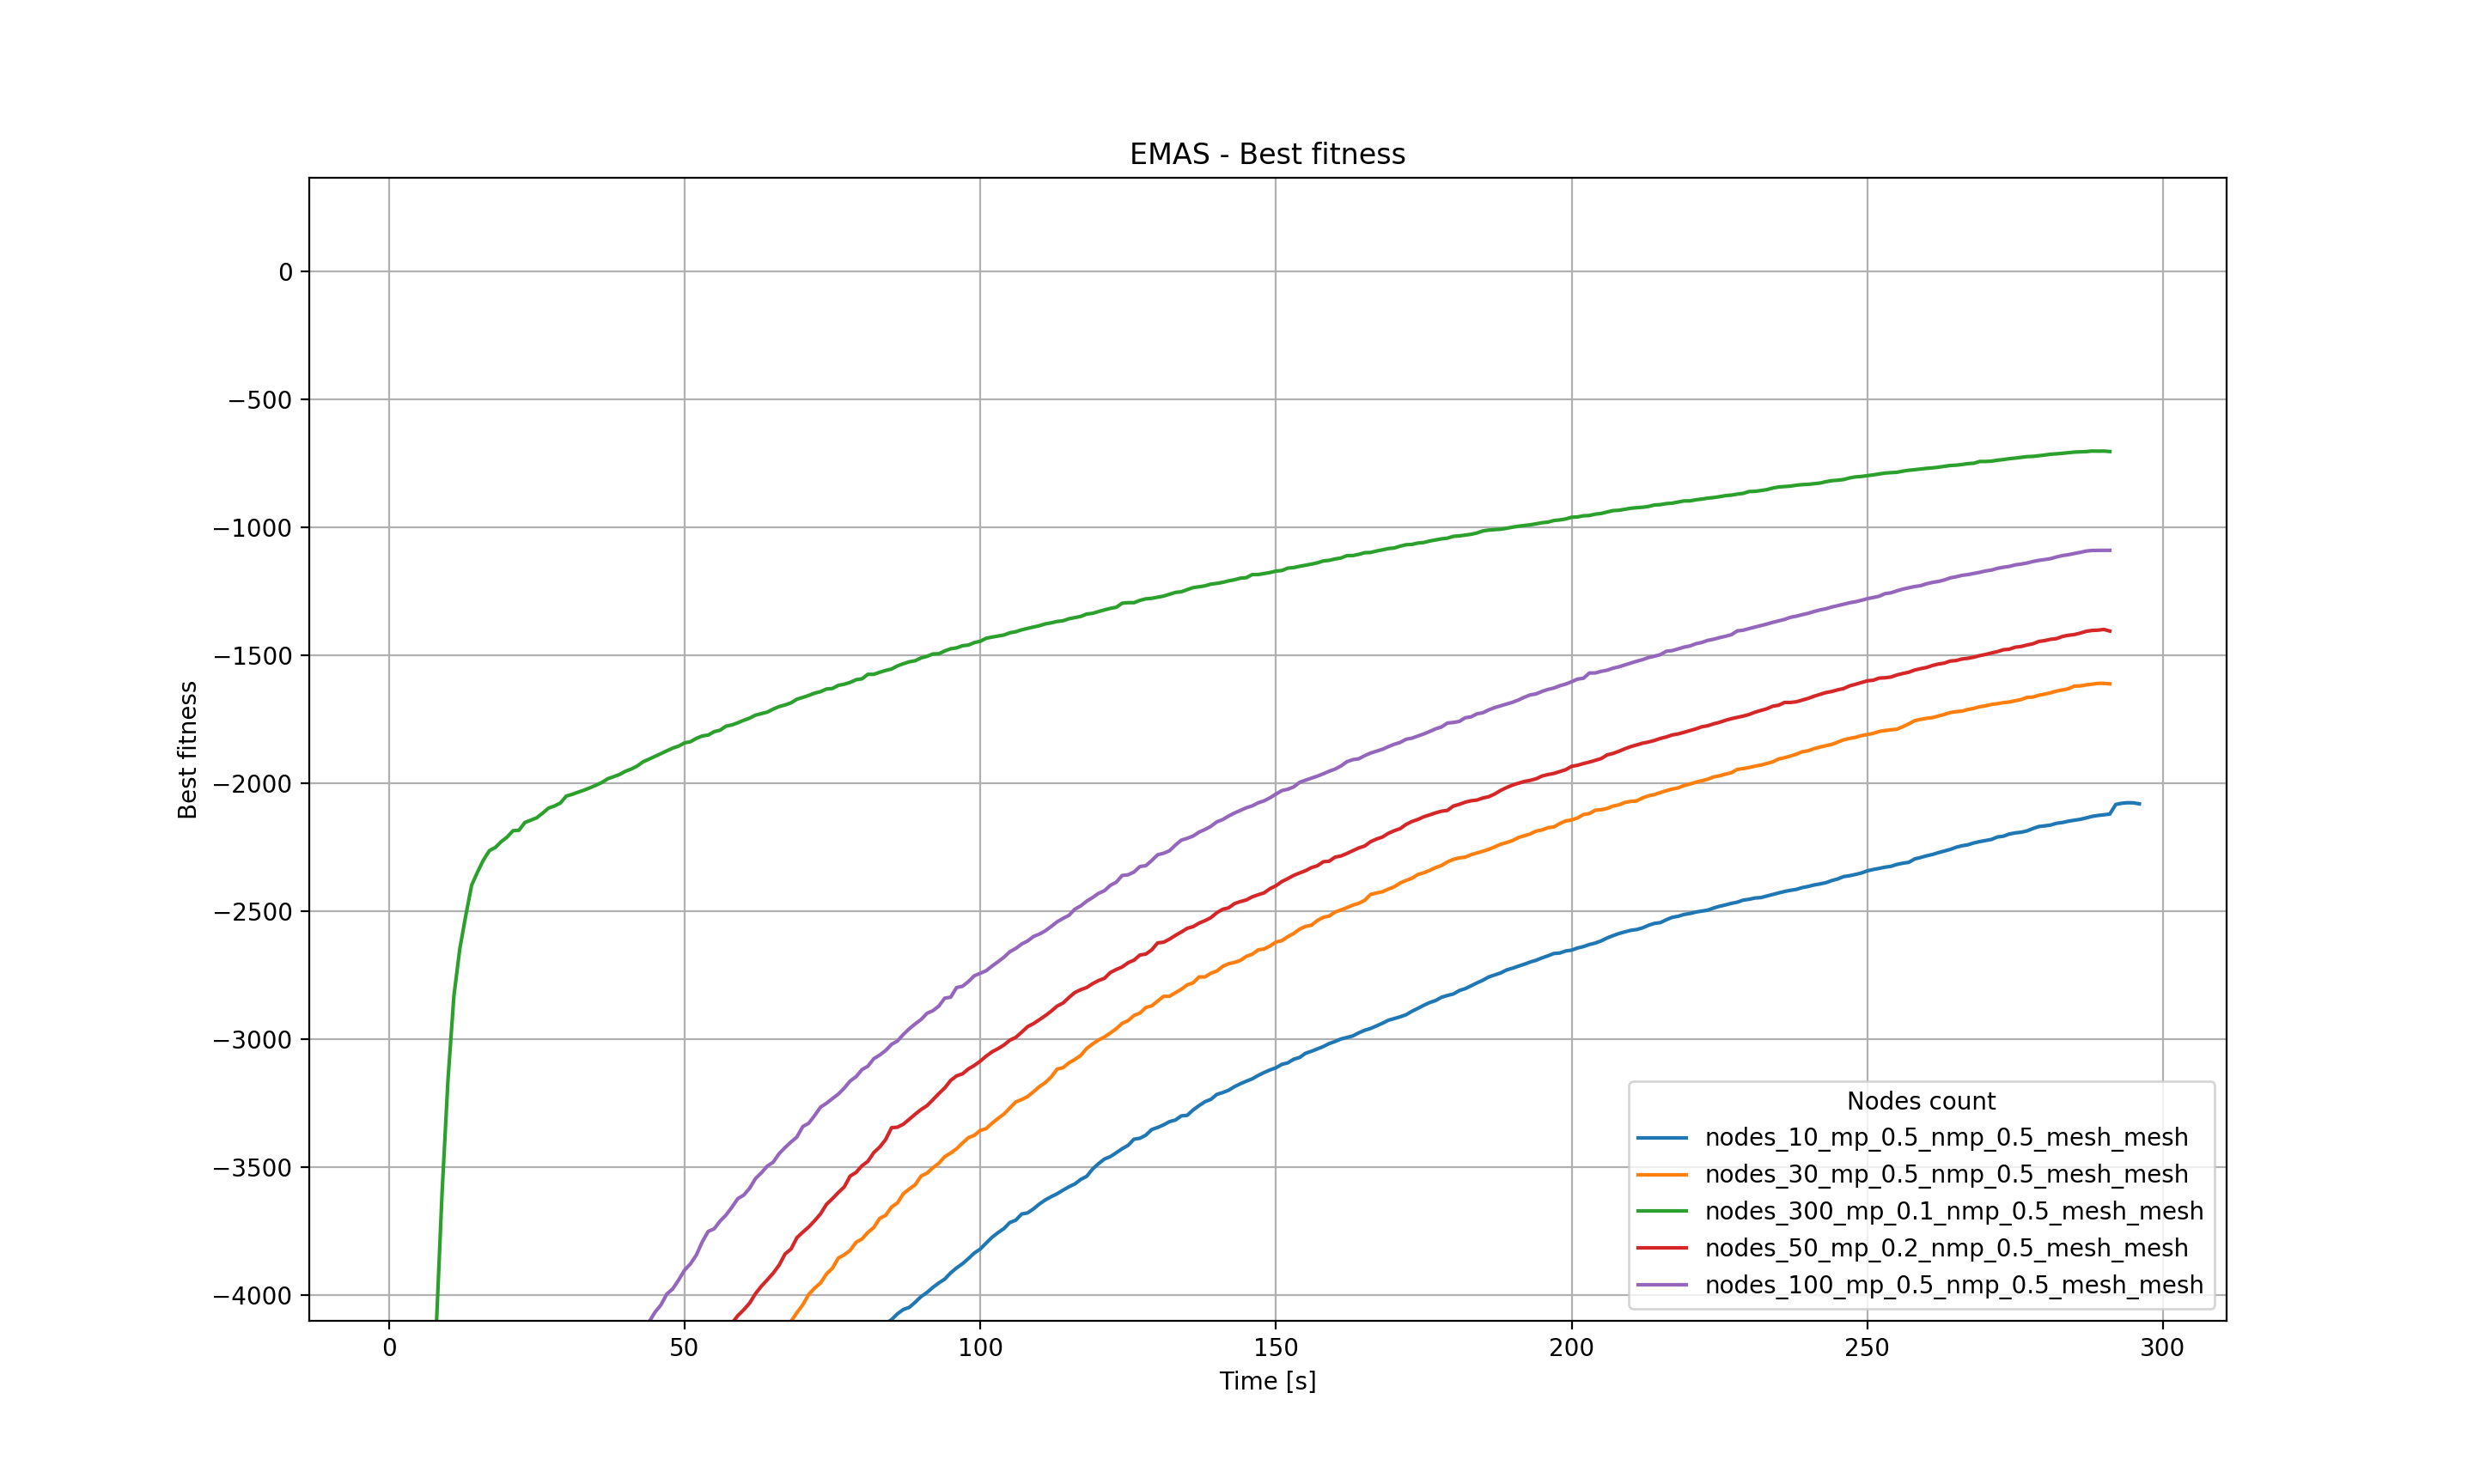 EMAS - Best fitness
Best fitness
0
−500
−1000
−1500
−2000
−2500
−3000
−3500
−4000
0
50
100
150
200
250
300
Time [s]
Nodes count
nodes_10_mp_0.5_nmp_0.5_mesh_mesh
nodes_30_mp_0.5_nmp_0.5_mesh_mesh
nodes_300_mp_0.1_nmp_0.5_mesh_mesh
nodes_50_mp_0.2_nmp_0.5_mesh_mesh
nodes_100_mp_0.5_nmp_0.5_mesh_mesh